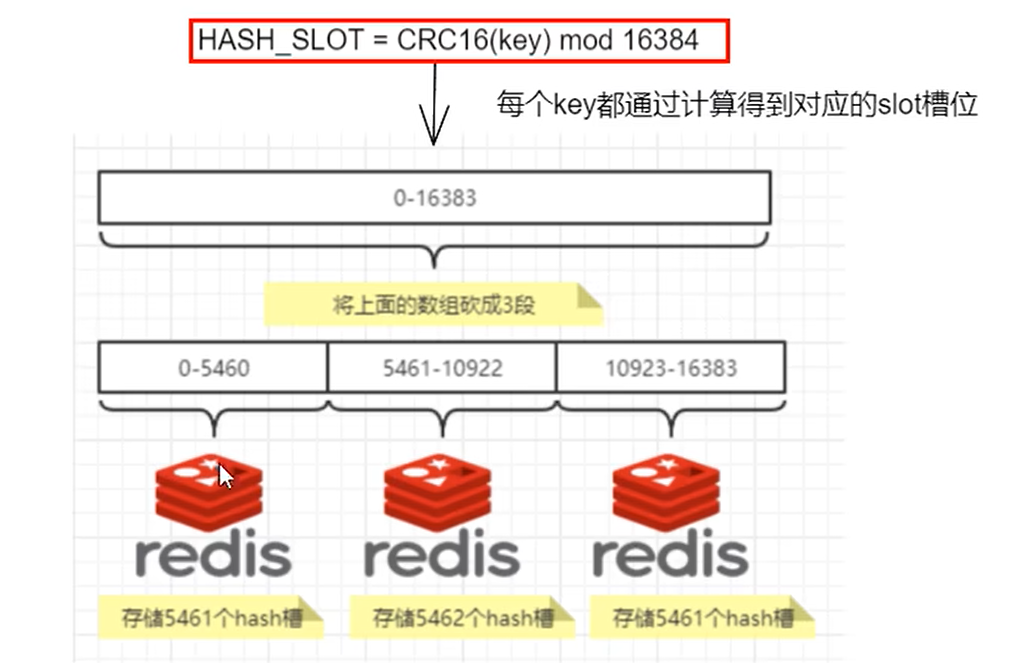 HASH_SLOT = CRC16(key) mod 16384
每个key都通过计算得到对应的slot槽位
0-16383
将上面的数组砍成3段
0-5460
5461-10922
10923-16383
redis
redis
redis
存储5461个hash槽
存储5462个hash槽
存储5461个hash槽